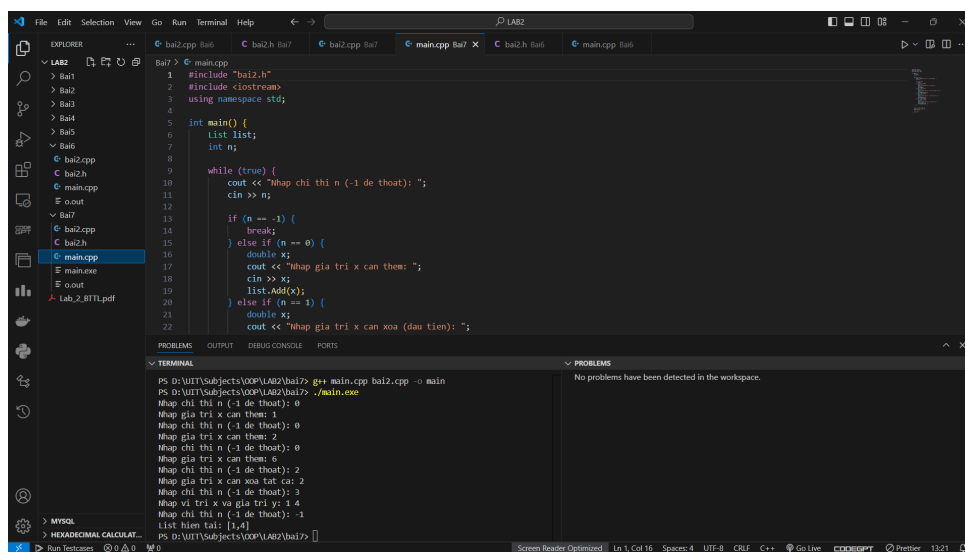 File Edit Selection View Go Run Terminal Help LAB2
EXPLORER
bai2.cpp Bai6 bai2.h Bai7 bai2.cpp Bai7 main.cpp Bai7 bai2.h Bai6 main.cpp Bai6
LAB2
Bai1
Bai2
Bai3
Bai4
Bai5
Bai6
bai2.cpp
bai2.h
main.cpp
o.out
Bai7
bai2.cpp
bai2.h
main.cpp
main.exe
o.out
Lab_2_BTTL.pdf
MYSQL
HEXADECIMAL CALCULAT...
Bai7 > main.cpp
1 #include "bai2.h"
2 #include <iostream>
3 using namespace std;
4
5 int main() {
6 List list;
7 int n;
8
9 while (true) {
10 cout << "Nhap chi thi n (-1 de thoat): ";
11 cin >> n;
12
13 if (n == -1) {
14 break;
15 } else if (n == 0) {
16 double x;
17 cout << "Nhap gia tri x can them: ";
18 cin >> x;
19 list.Add(x);
20 } else if (n == 1) {
21 double x;
22 cout << "Nhap gia tri x can xoa (dau tien): ";
PROBLEMS OUTPUT DEBUG CONSOLE PORTS
TERMINAL
PS D:\UIT\Subjects\OOP\LAB2\bai7> g++ main.cpp bai2.cpp -o main
PS D:\UIT\Subjects\OOP\LAB2\bai7> ./main.exe
Nhap chi thi n (-1 de thoat): 0
Nhap gia tri x can them: 1
Nhap chi thi n (-1 de thoat): 0
Nhap gia tri x can them: 2
Nhap chi thi n (-1 de thoat): 0
Nhap gia tri x can them: 6
Nhap chi thi n (-1 de thoat): 2
Nhap gia tri x can xoa tat ca: 2
Nhap chi thi n (-1 de thoat): 3
Nhap vi tri x va gia tri y: 1 4
Nhap chi thi n (-1 de thoat): -1
List hien tai: [1,4]
PS D:\UIT\Subjects\OOP\LAB2\bai7>
PROBLEMS
No problems have been detected in the workspace.
Run Testcases 0 0 0 Screen Reader Optimized Ln 1, Col 16 Spaces: 4 UTF-8 CRLF C++ Go Live CODEGPT Prettier 13:21